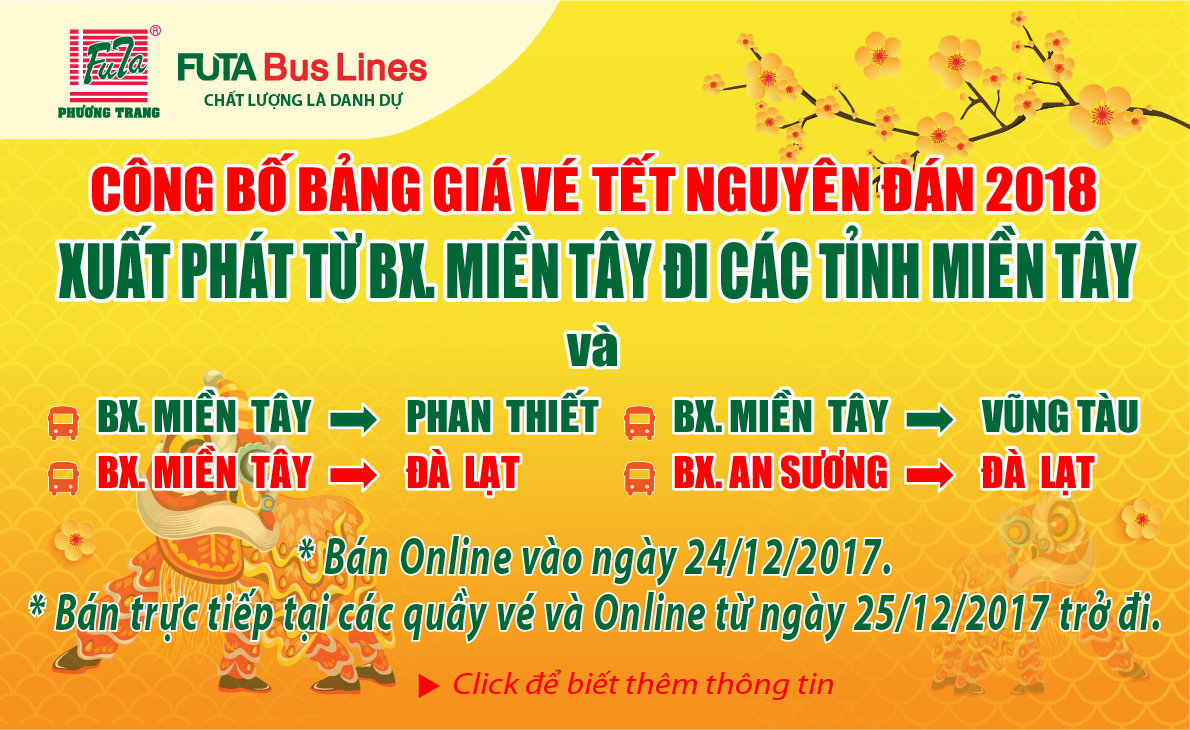 FuTa ®
PHƯƠNG TRANG
FUTA Bus Lines
CHẤT LƯỢNG LÀ DANH DỰ
CÔNG BỐ BẢNG GIÁ VÉ TẾT NGUYÊN ĐÁN 2018
XUẤT PHÁT TỪ BX. MIỀN TÂY ĐI CÁC TỈNH MIỀN TÂY
và
BX. MIỀN TÂY → PHAN THIẾT
BX. MIỀN TÂY → VŨNG TÀU
BX. MIỀN TÂY → ĐÀ LẠT
BX. AN SƯƠNG → ĐÀ LẠT
* Bán Online vào ngày 24/12/2017.
* Bán trực tiếp tại các quầy vé và Online từ ngày 25/12/2017 trở đi.
▶ Click để biết thêm thông tin